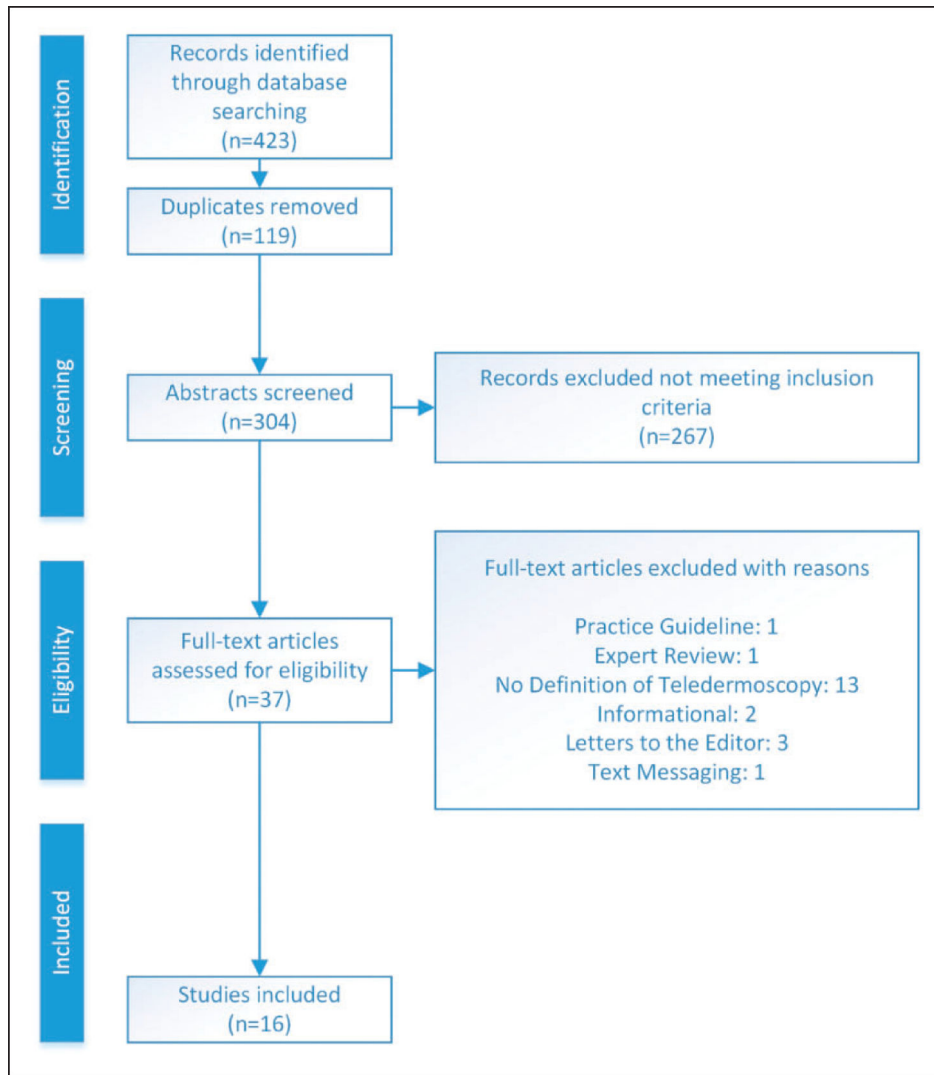 Identification
Records identified
through database
searching
(n=423)
Duplicates removed
(n=119)
Screening
Abstracts screened
(n=304)
Records excluded not meeting inclusion
criteria
(n=267)
Eligibility
Full-text articles
assessed for eligibility
(n=37)
Full-text articles excluded with reasons
Practice Guideline: 1
Expert Review: 1
No Definition of Teledermoscopy: 13
Informational: 2
Letters to the Editor: 3
Text Messaging: 1
Included
Studies included
(n=16)